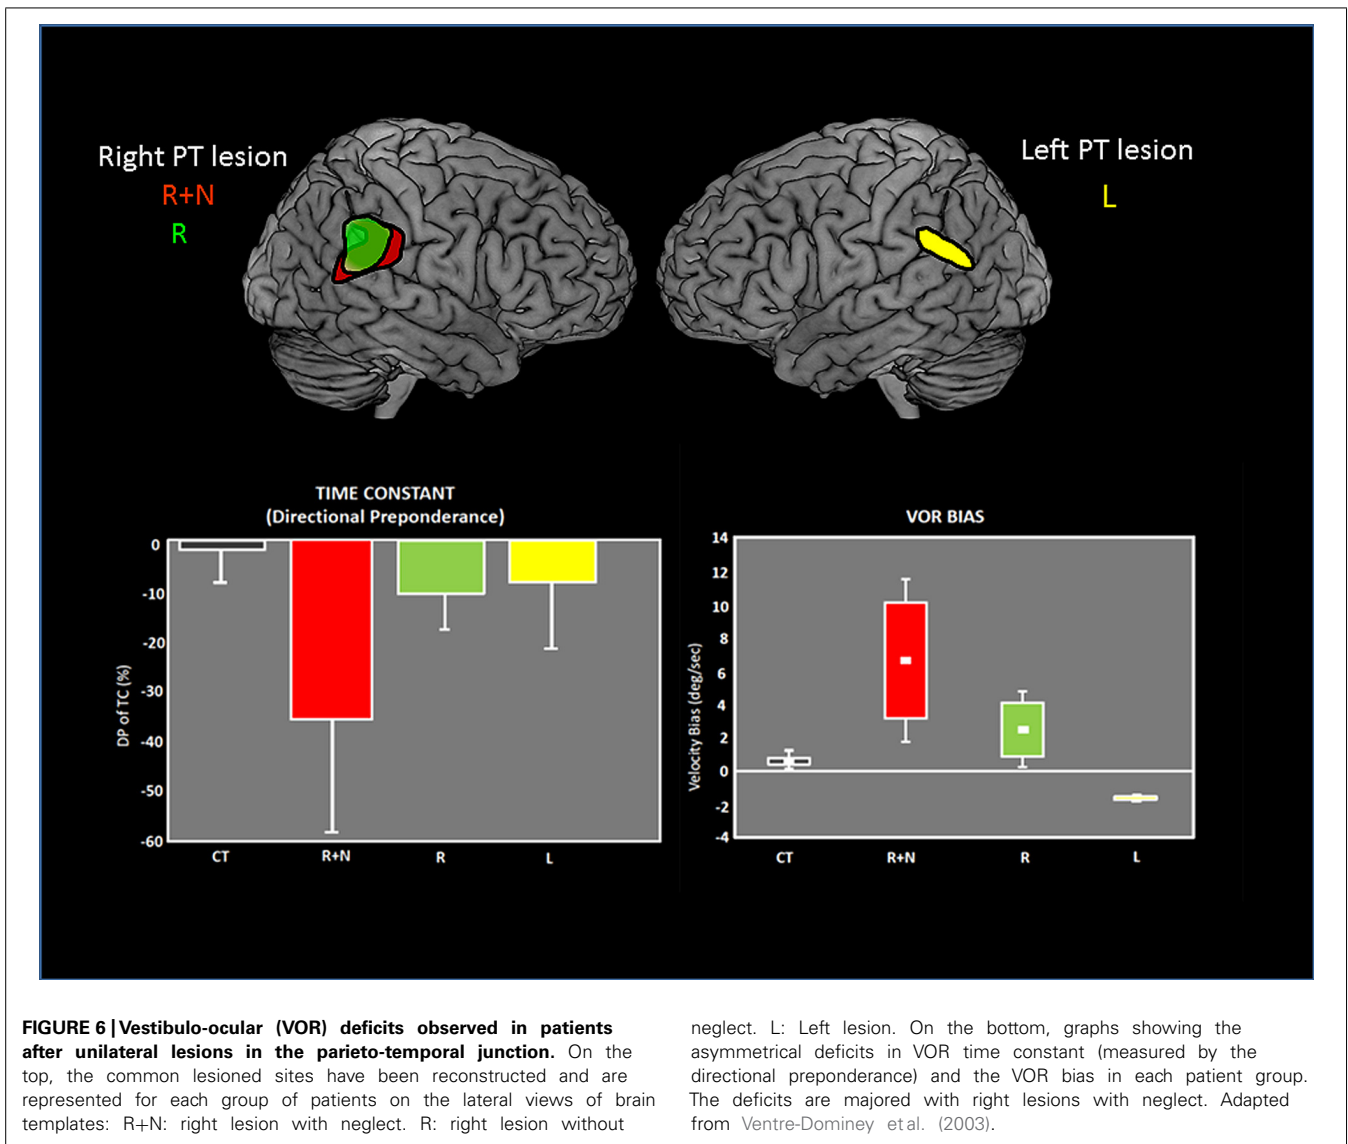 Right PT lesion
R+N
R
Left PT lesion
L
TIME CONSTANT
(Directional Preponderance)
DP of TC (%)
0
-10
-20
-30
-40
-50
-60
CT R+N R L
VOR BIAS
Velocity Bias (deg/sec)
14
12
10
8
6
4
2
0
-2
-4
CT R+N R L
FIGURE 6 | Vestibulo-ocular (VOR) deficits observed in patients
after unilateral lesions in the parieto-temporal junction. On the
top, the common lesioned sites have been reconstructed and are
represented for each group of patients on the lateral views of brain
templates: R+N: right lesion with neglect. R: right lesion without
neglect. L: Left lesion. On the bottom, graphs showing the
asymmetrical deficits in VOR time constant (measured by the
directional preponderance) and the VOR bias in each patient group.
The deficits are majored with right lesions with neglect. Adapted
from Ventre-Dominey et al. (2003).